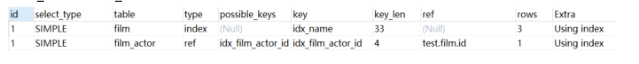 id select_type table type possible_keys key key_len ref rows Extra
1 SIMPLE film index (Null) idx_name 33 (Null) 3 Using index
1 SIMPLE film_actor ref idx_film_actor_id idx_film_actor_id 4 test.film.id 1 Using index